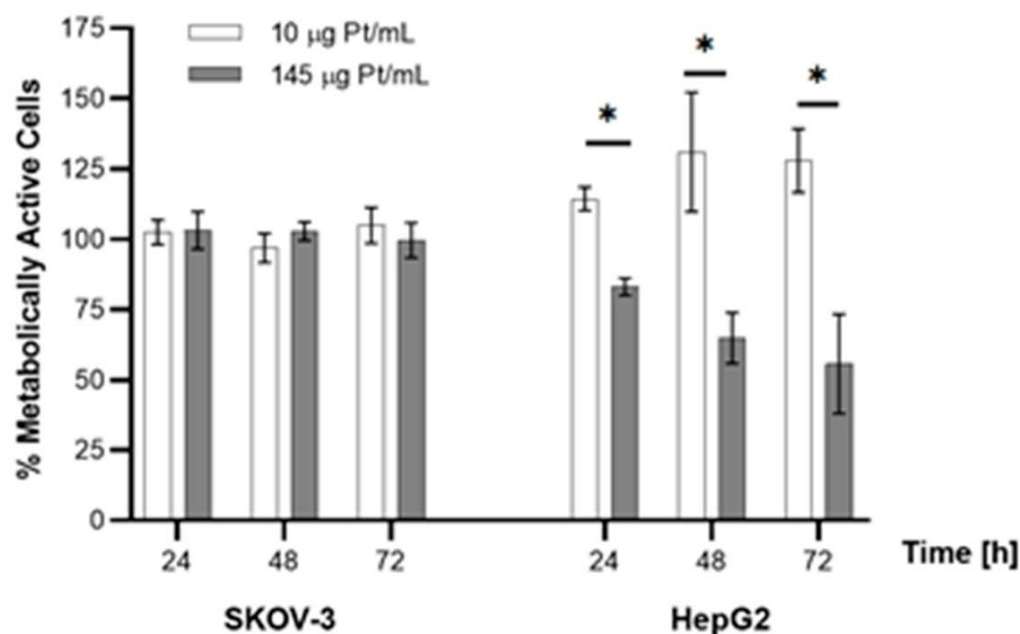 % Metabolically Active Cells
175
150
125
100
75
50
25
0
10 µg Pt/mL
145 µg Pt/mL
*
*
*
24 48 72 24 48 72
Time [h]
SKOV-3 HepG2